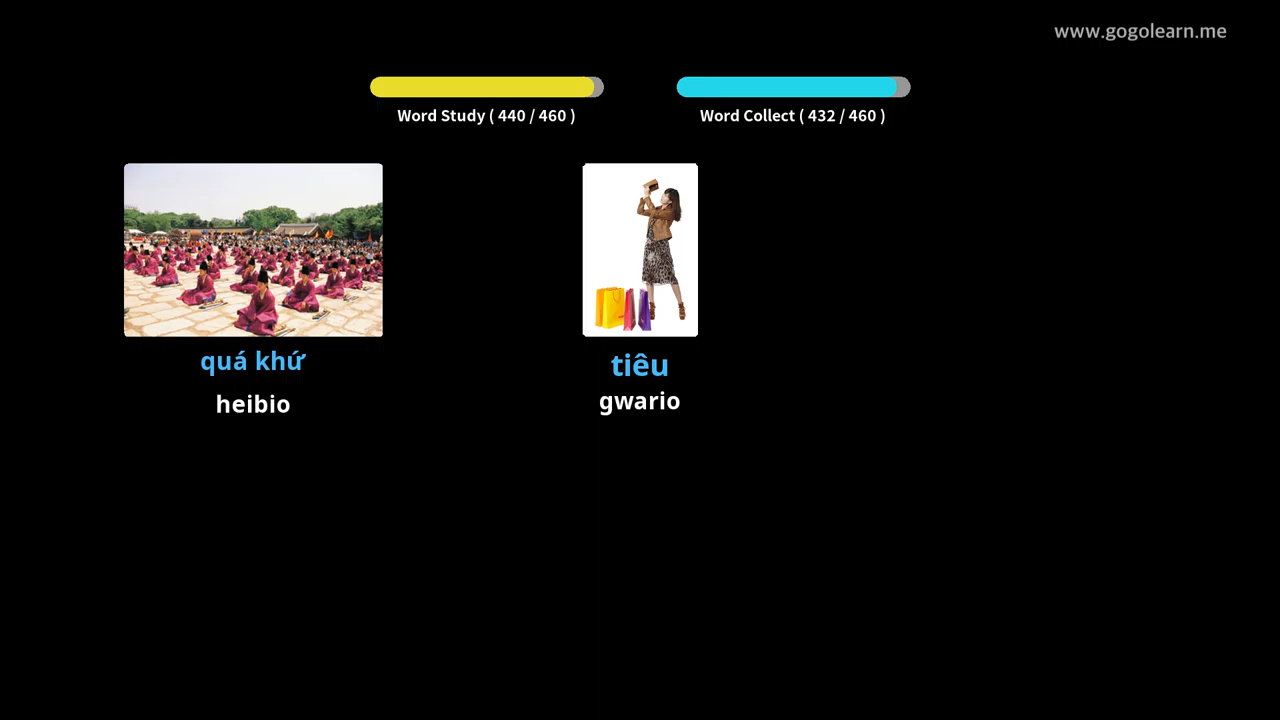 www.gogolearn.me
Word Study ( 440 / 460 )
Word Collect ( 432 / 460 )
quá khứ
heibio
tiêu
gwario